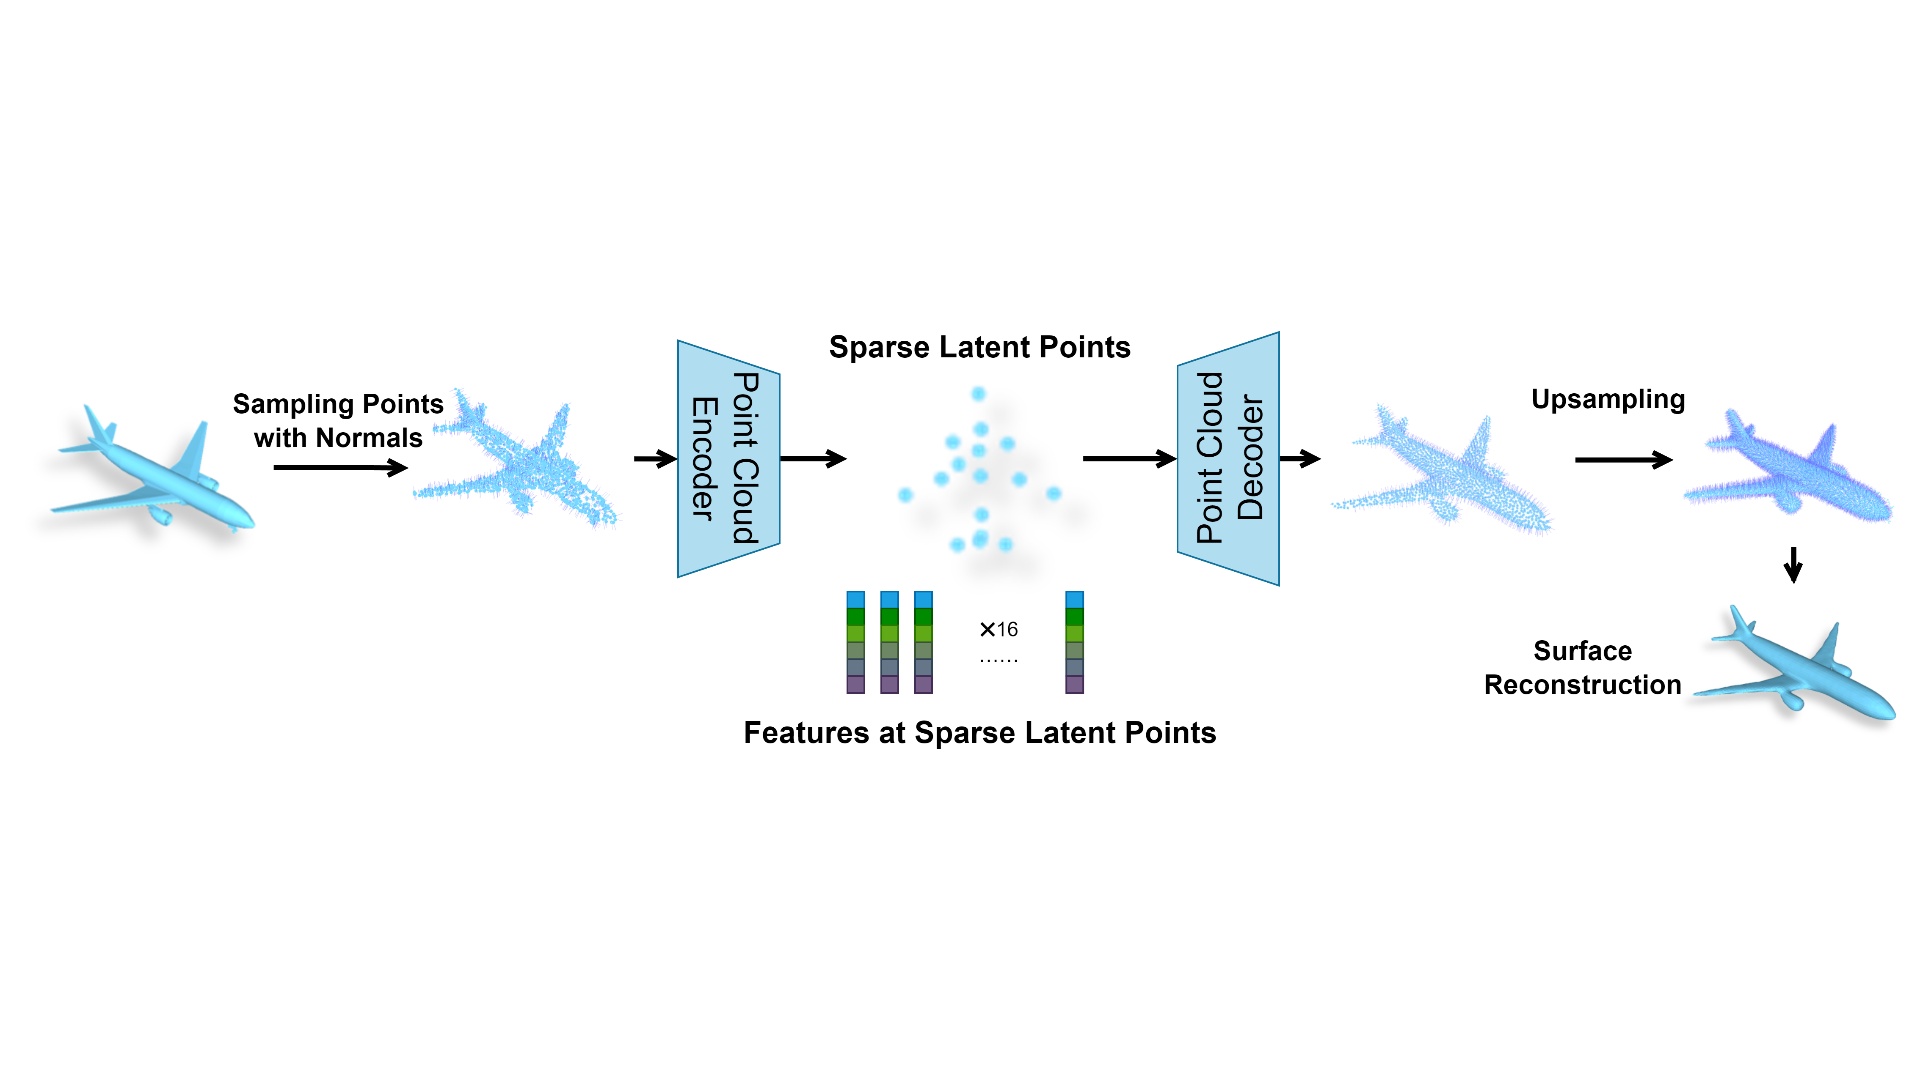 Sparse Latent Points
Sampling Points
with Normals
Point Cloud
Encoder
Point Cloud
Decoder
Upsampling
×16
......
Surface
Reconstruction
Features at Sparse Latent Points